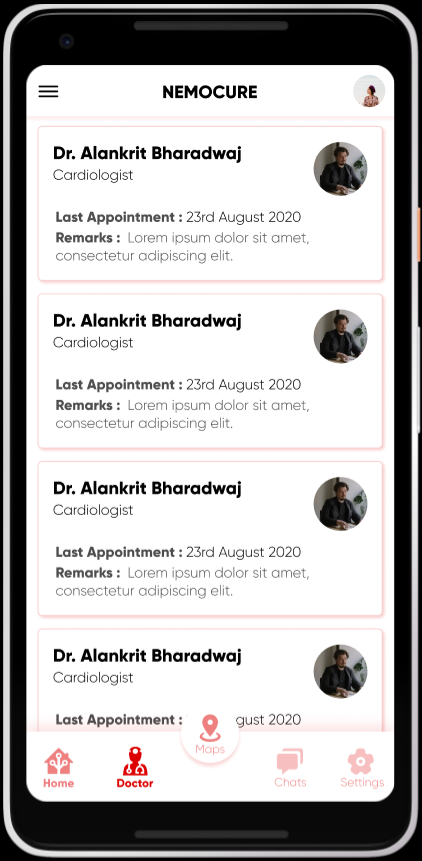 NEMOCURE
Dr. Alankrit Bharadwaj
Cardiologist
Last Appointment : 23rd August 2020
Remarks : Lorem ipsum dolor sit amet,
consectetur adipiscing elit.
Dr. Alankrit Bharadwaj
Cardiologist
Last Appointment : 23rd August 2020
Remarks : Lorem ipsum dolor sit amet,
consectetur adipiscing elit.
Dr. Alankrit Bharadwaj
Cardiologist
Last Appointment : 23rd August 2020
Remarks : Lorem ipsum dolor sit amet,
consectetur adipiscing elit.
Dr. Alankrit Bharadwaj
Cardiologist
Last Appointment : gust 2020
Home
Doctor
Maps
Chats
Settings